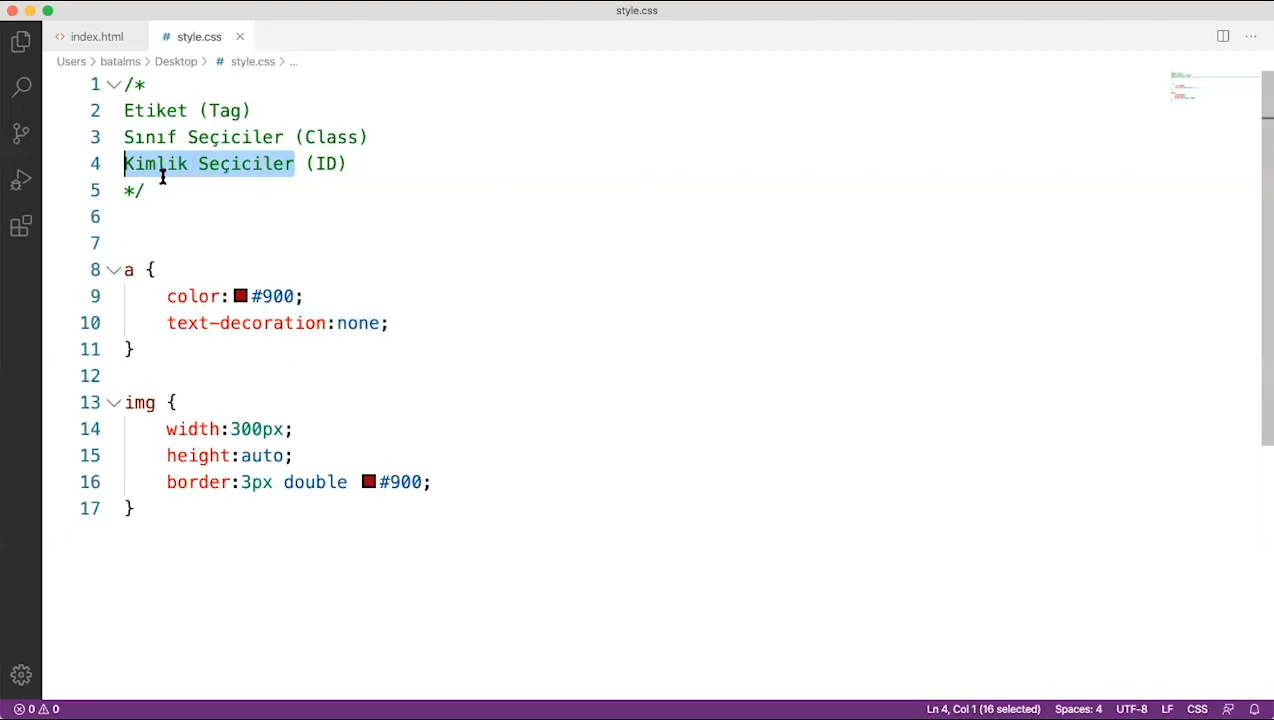 style.css
index.html
# style.css
Users > batalms > Desktop > # style.css > ...
1 /*
2 Etiket (Tag)
3 Sınıf Seçiciler (Class)
4 Kimlik Seçiciler (ID)
5 */
6
7
8 a {
9 color:#900;
10 text-decoration:none;
11 }
12
13 img {
14 width:300px;
15 height:auto;
16 border:3px double #900;
17 }
0 0 Ln 4, Col 1 (16 selected) Spaces: 4 UTF-8 LF CSS